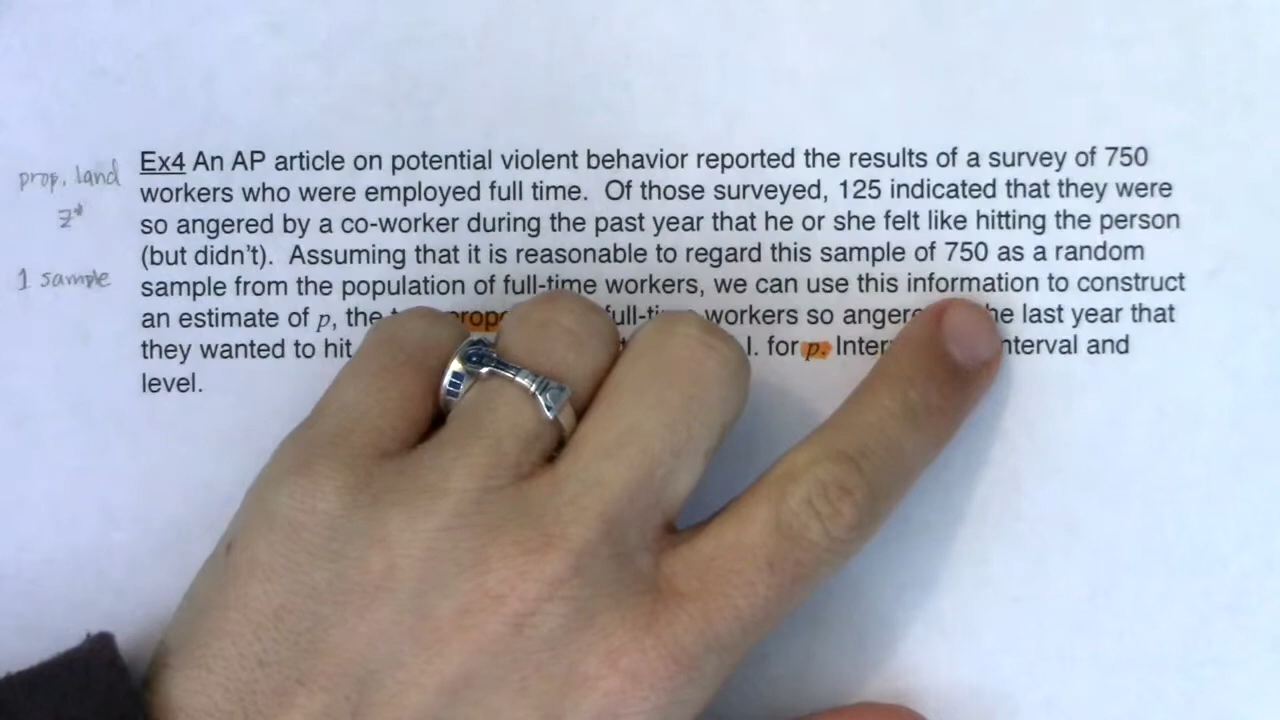 prop. land
z*
1 sample
Ex4 An AP article on potential violent behavior reported the results of a survey of 750
workers who were employed full time. Of those surveyed, 125 indicated that they were
so angered by a co-worker during the past year that he or she felt like hitting the person
(but didn't). Assuming that it is reasonable to regard this sample of 750 as a random
sample from the population of full-time workers, we can use this information to construct
an estimate of p, the workers so last year that
they wanted to hit for p. and
level.